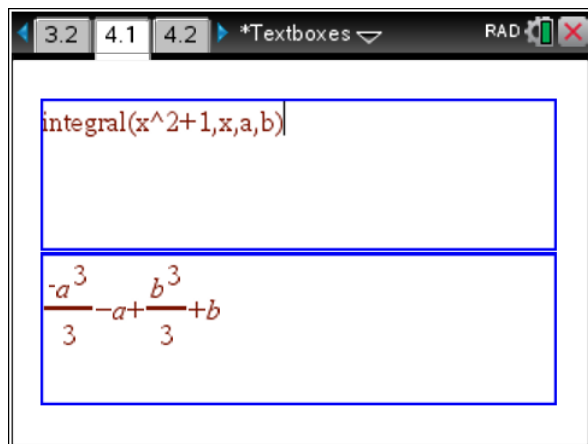 3.2 4.1 4.2 *Textboxes RAD
integral(x^2+1,x,a,b)
-a^3/3-a+b^3/3+b